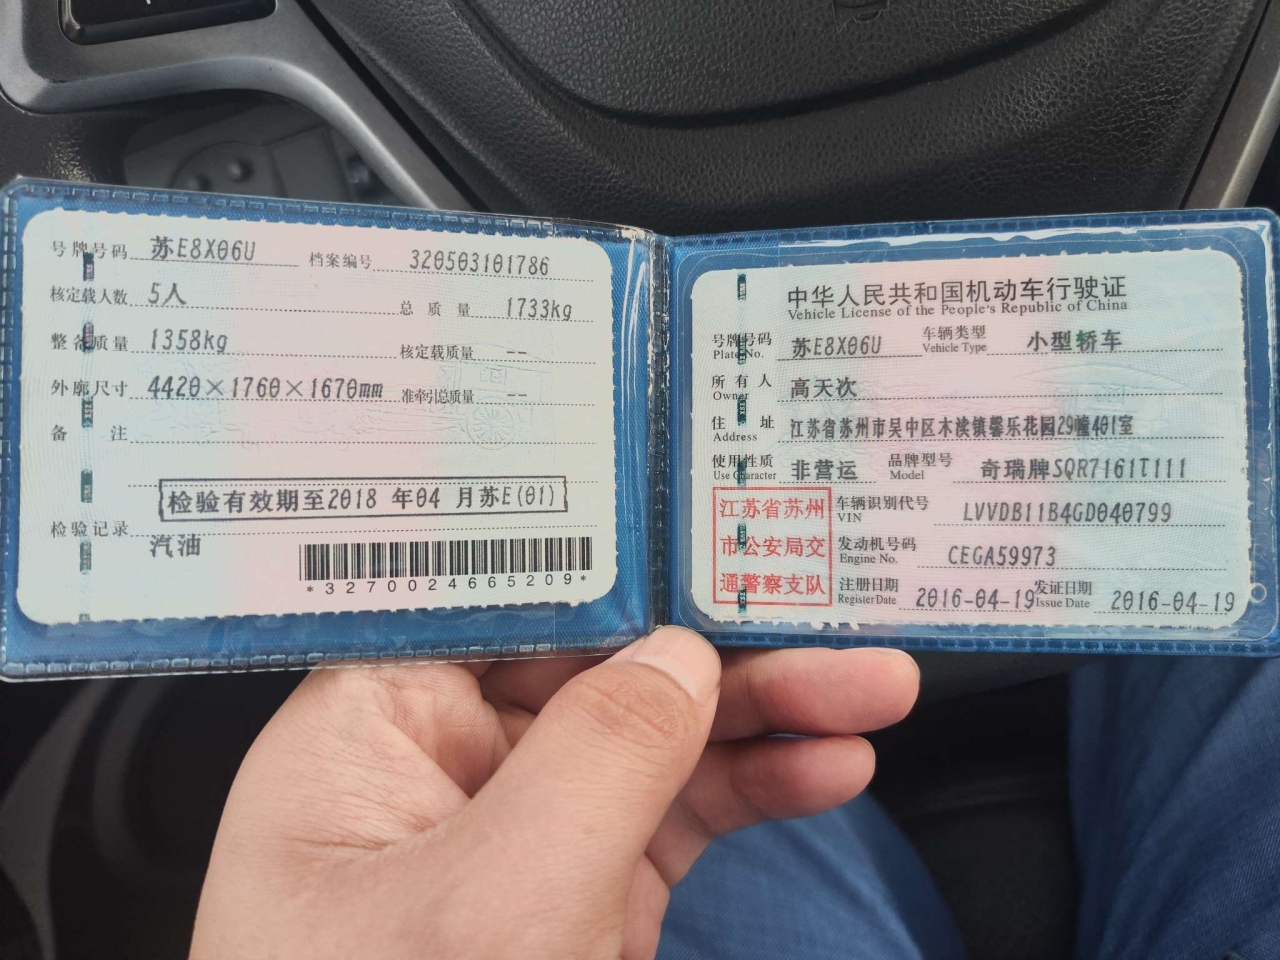 号牌号码 苏E8X06U 档案编号 320503101786
核定载人数 5人 总质量 1733kg
整备质量 1358kg 核定载质量 --
外廓尺寸 4420×1760×1670mm 准牵引总质量 --
备注
检验有效期至2018 年04 月苏E(01)
检验记录
汽油
*3270024665209*
中华人民共和国机动车行驶证
Vehicle License of the People's Republic of China
号牌号码 苏E8X06U 车辆类型 小型轿车
Plate No. Vehicle Type
所有人 高天次
Owner
住址 江苏省苏州市吴中区木渎镇馨乐花园29幢401室
Address
使用性质 非营运 品牌型号 奇瑞牌SQR7161T111
Use Character Model
江苏省苏州
市公安局交
通警察支队
车辆识别代号 LVVDB11B4GD040799
VIN
发动机号码 CEGA59973
Engine No.
注册日期 2016-04-19 发证日期 2016-04-19
Register Date Issue Date